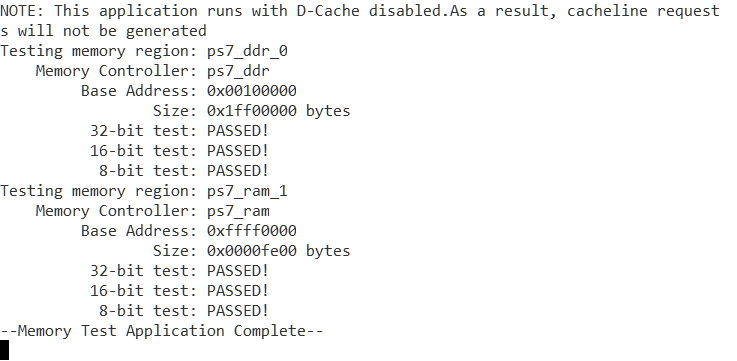 NOTE: This application runs with D-Cache disabled.As a result, cacheline request
s will not be generated
Testing memory region: ps7_ddr_0
    Memory Controller: ps7_ddr
         Base Address: 0x00100000
                 Size: 0x1ff00000 bytes
          32-bit test: PASSED!
          16-bit test: PASSED!
           8-bit test: PASSED!
Testing memory region: ps7_ram_1
    Memory Controller: ps7_ram
         Base Address: 0xffff0000
                 Size: 0x0000fe00 bytes
          32-bit test: PASSED!
          16-bit test: PASSED!
           8-bit test: PASSED!
--Memory Test Application Complete--